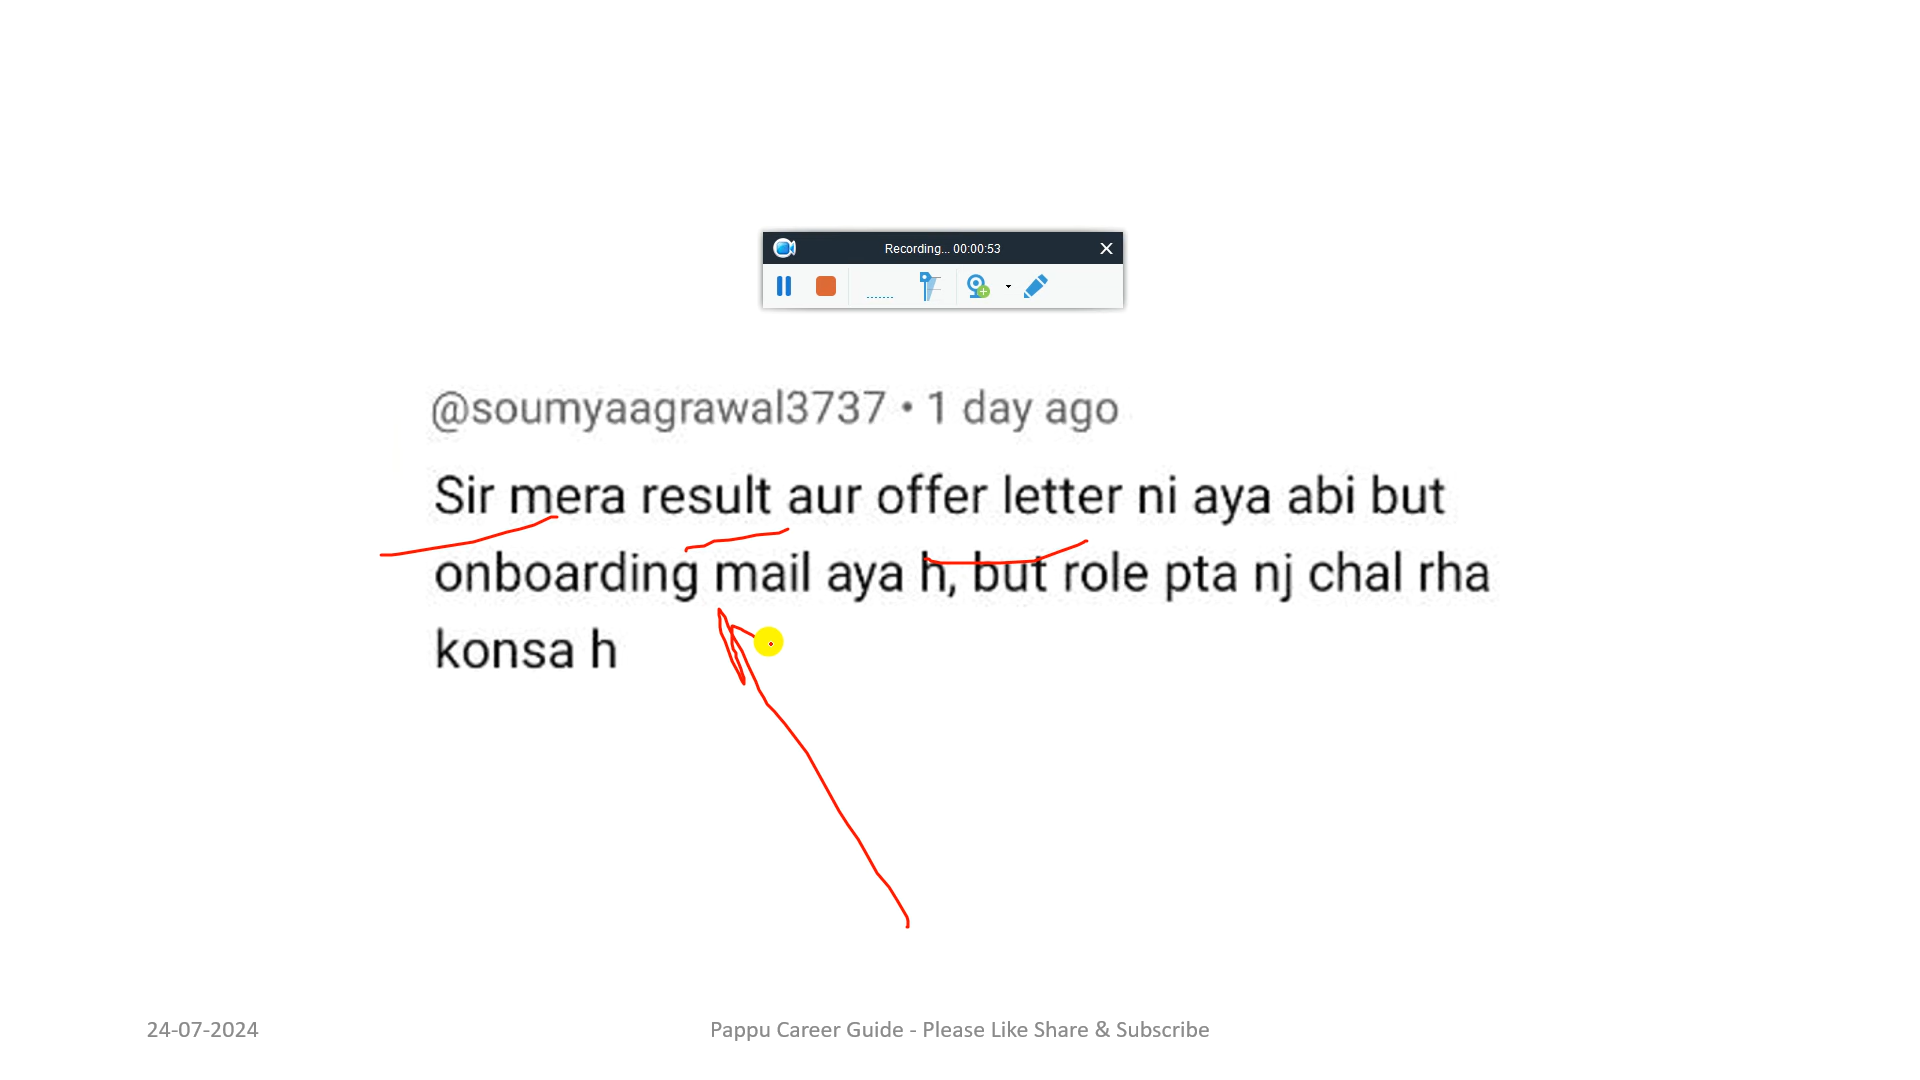 Recording... 00:00:53
@soumyaagrawal3737 • 1 day ago
Sir mera result aur offer letter ni aya abi but
onboarding mail aya h, but role pta nj chal rha
konsa h
24-07-2024
Pappu Career Guide - Please Like Share & Subscribe